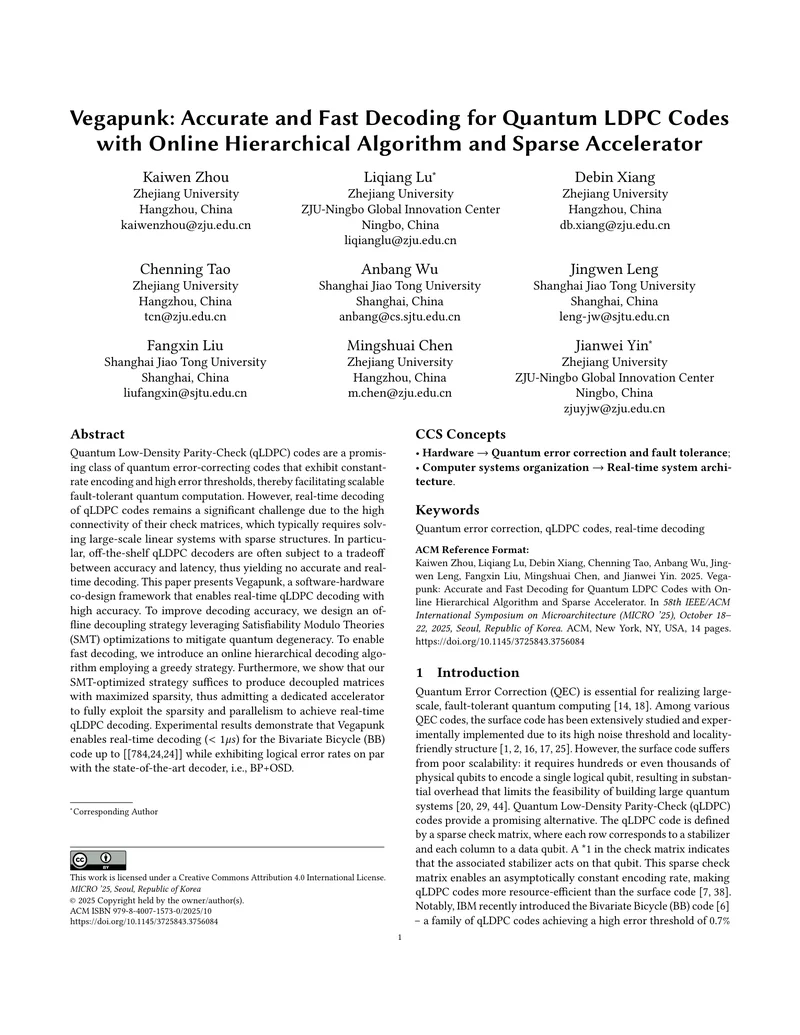 Vegapunk: Accurate and Fast Decoding for Quantum LDPC Codes
with Online Hierarchical Algorithm and Sparse Accelerator
Kaiwen Zhou
Zhejiang University
Hangzhou, China
kaiwenzhou@zju.edu.cn
Liqiang Lu*
Zhejiang University
ZJU-Ningbo Global Innovation Center
Ningbo, China
liqianglu@zju.edu.cn
Debin Xiang
Zhejiang University
Hangzhou, China
db.xiang@zju.edu.cn
Chenning Tao
Zhejiang University
Hangzhou, China
tcn@zju.edu.cn
Anbang Wu
Shanghai Jiao Tong University
Shanghai, China
anbang@cs.sjtu.edu.cn
Jingwen Leng
Shanghai Jiao Tong University
Shanghai, China
leng-jw@sjtu.edu.cn
Fangxin Liu
Shanghai Jiao Tong University
Shanghai, China
liufangxin@sjtu.edu.cn
Mingshuai Chen
Zhejiang University
Hangzhou, China
m.chen@zju.edu.cn
Jianwei Yin*
Zhejiang University
ZJU-Ningbo Global Innovation Center
Ningbo, China
zjuyjw@zju.edu.cn
Abstract
Quantum Low-Density Parity-Check (qLDPC) codes are a promis-
ing class of quantum error-correcting codes that exhibit constant-
rate encoding and high error thresholds, thereby facilitating scalable
fault-tolerant quantum computation. However, real-time decoding
of qLDPC codes remains a significant challenge due to the high
connectivity of their check matrices, which typically requires solv-
ing large-scale linear systems with sparse structures. In particu-
lar, off-the-shelf qLDPC decoders are often subject to a tradeoff
between accuracy and latency, thus yielding no accurate and real-
time decoding. This paper presents Vegapunk, a software-hardware
co-design framework that enables real-time qLDPC decoding with
high accuracy. To improve decoding accuracy, we design an of-
fline decoupling strategy leveraging Satisfiability Modulo Theories
(SMT) optimizations to mitigate quantum degeneracy. To enable
fast decoding, we introduce an online hierarchical decoding algo-
rithm employing a greedy strategy. Furthermore, we show that our
SMT-optimized strategy suffices to produce decoupled matrices
with maximized sparsity, thus admitting a dedicated accelerator
to fully exploit the sparsity and parallelism to achieve real-time
qLDPC decoding. Experimental results demonstrate that Vegapunk
enables real-time decoding (< 1μs) for the Bivariate Bicycle (BB)
code up to [[784,24,24]] while exhibiting logical error rates on par
with the state-of-the-art decoder, i.e., BP+OSD.
*Corresponding Author
CC BY
This work is licensed under a Creative Commons Attribution 4.0 International License.
MICRO '25, Seoul, Republic of Korea
© 2025 Copyright held by the owner/author(s).
ACM ISBN 979-8-4007-1573-0/2025/10
https://doi.org/10.1145/3725843.3756084
CCS Concepts
• Hardware → Quantum error correction and fault tolerance;
• Computer systems organization → Real-time system archi-
tecture.
Keywords
Quantum error correction, qLDPC codes, real-time decoding
ACM Reference Format:
Kaiwen Zhou, Liqiang Lu, Debin Xiang, Chenning Tao, Anbang Wu, Jing-
wen Leng, Fangxin Liu, Mingshuai Chen, and Jianwei Yin. 2025. Vega-
punk: Accurate and Fast Decoding for Quantum LDPC Codes with On-
line Hierarchical Algorithm and Sparse Accelerator. In 58th IEEE/ACM
International Symposium on Microarchitecture (MICRO '25), October 18–
22, 2025, Seoul, Republic of Korea. ACM, New York, NY, USA, 14 pages.
https://doi.org/10.1145/3725843.3756084
1 Introduction
Quantum Error Correction (QEC) is essential for realizing large-
scale, fault-tolerant quantum computing [14, 18]. Among various
QEC codes, the surface code has been extensively studied and exper-
imentally implemented due to its high noise threshold and locality-
friendly structure [1, 2, 16, 17, 25]. However, the surface code suffers
from poor scalability: it requires hundreds or even thousands of
physical qubits to encode a single logical qubit, resulting in substan-
tial overhead that limits the feasibility of building large quantum
systems [20, 29, 44]. Quantum Low-Density Parity-Check (qLDPC)
codes provide a promising alternative. The qLDPC code is defined
by a sparse check matrix, where each row corresponds to a stabilizer
and each column to a data qubit. A "1 in the check matrix indicates
that the associated stabilizer acts on that qubit. This sparse check
matrix enables an asymptotically constant encoding rate, making
qLDPC codes more resource-efficient than the surface code [7, 38].
Notably, IBM recently introduced the Bivariate Bicycle (BB) code [6]
– a family of qLDPC codes achieving a high error threshold of 0.7%
1